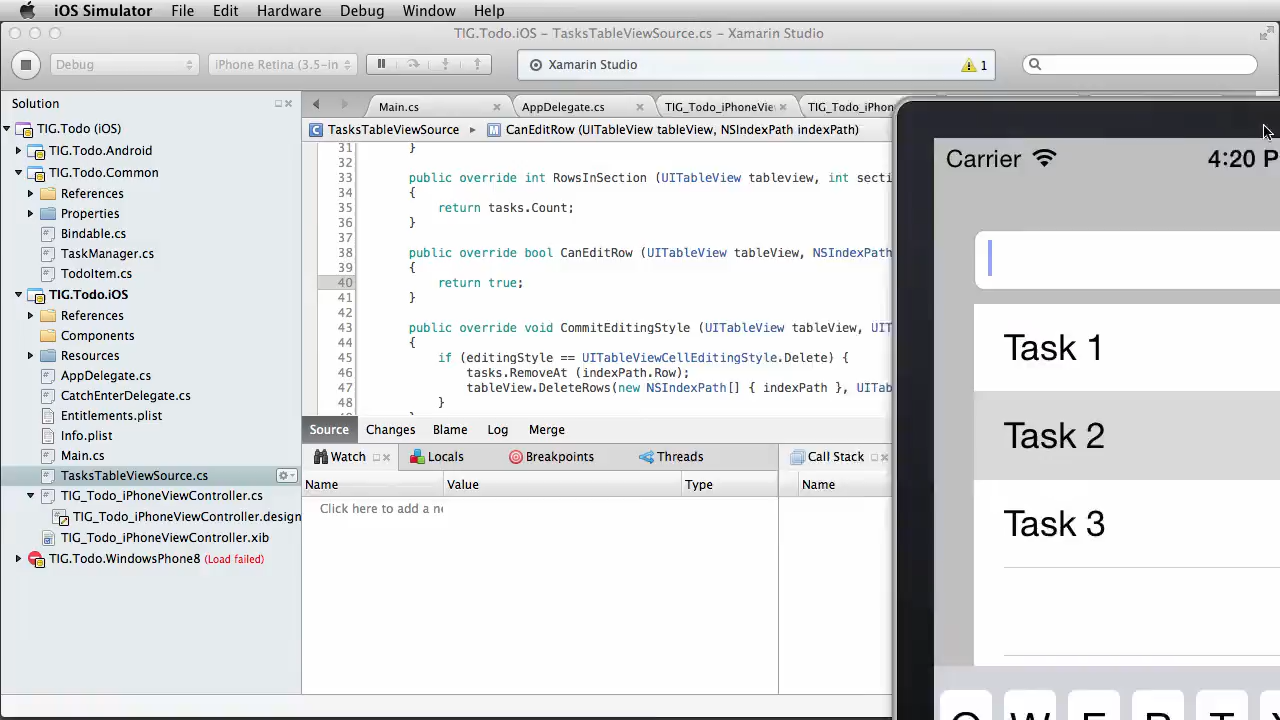 iOS Simulator File Edit Hardware Debug Window Help
TIG.Todo.iOS – TasksTableViewSource.cs – Xamarin Studio
Debug iPhone Retina (3.5-in Xamarin Studio 1
Solution
Main.cs AppDelegate.cs TIG_Todo_iPhoneVie TIG_Todo_iPhon
TasksTableViewSource CanEditRow (UITableView tableView, NSIndexPath indexPath)
TIG.Todo (iOS)
TIG.Todo.Android
TIG.Todo.Common
References
Properties
Bindable.cs
TaskManager.cs
TodoItem.cs
TIG.Todo.iOS
References
Components
Resources
AppDelegate.cs
CatchEnterDelegate.cs
Entitlements.plist
Info.plist
Main.cs
TasksTableViewSource.cs
TIG_Todo_iPhoneViewController.cs
TIG_Todo_iPhoneViewController.design
TIG_Todo_iPhoneViewController.xib
TIG.Todo.WindowsPhone8 (Load failed)
31 }
32
33 public override int RowsInSection (UITableView tableview, int secti
34 {
35 return tasks.Count;
36 }
37
38 public override bool CanEditRow (UITableView tableView, NSIndexPath
39 {
40 return true;
41 }
42
43 public override void CommitEditingStyle (UITableView tableView, UIT
44 {
45 if (editingStyle == UITableViewCellEditingStyle.Delete) {
46 tasks.RemoveAt (indexPath.Row);
47 tableView.DeleteRows(new NSIndexPath[] { indexPath }, UITab
48 }
Source Changes Blame Log Merge
Watch Locals Breakpoints Threads Call Stack
Name Value Type Name
Click here to add a ne
Carrier 4:20 P
Task 1
Task 2
Task 3
Q W E R T Y